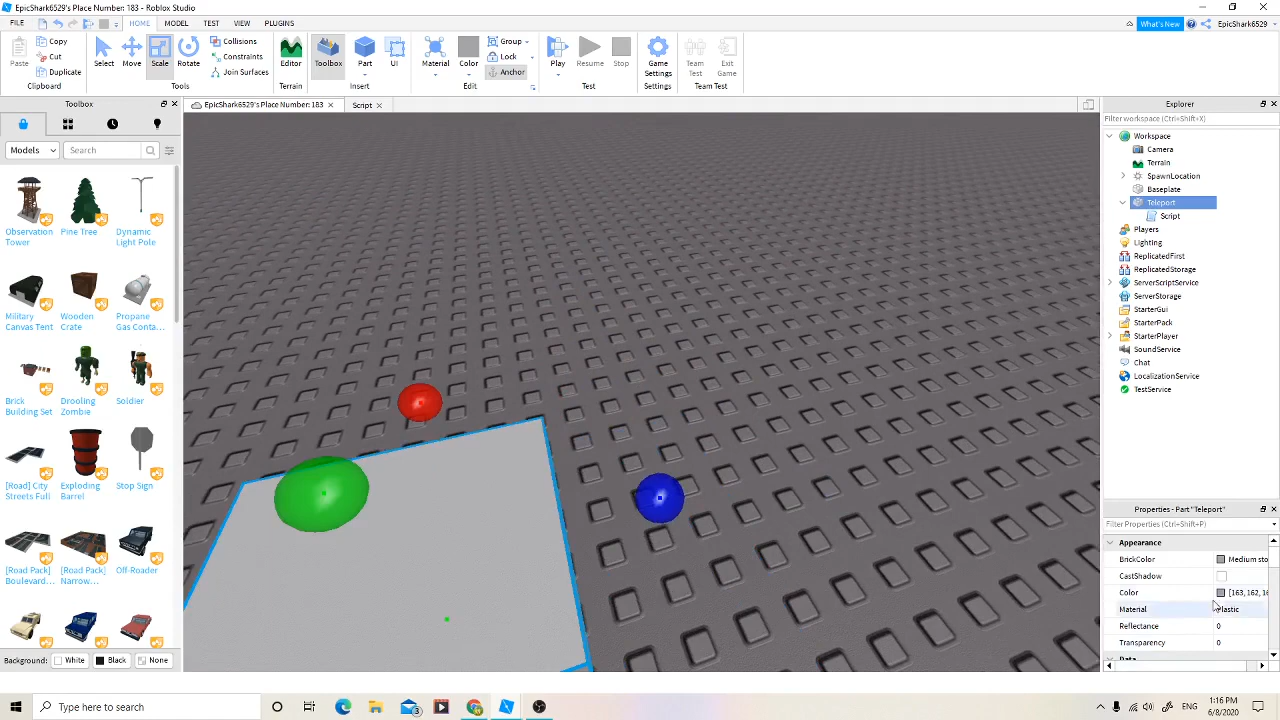 EpicShark6529's Place Number: 183 - Roblox Studio
FILE HOME MODEL TEST VIEW PLUGINS What's New EpicShark6529
Paste Copy Cut Duplicate Clipboard
Select Move Scale Rotate Collisions Constraints Join Surfaces Tools
Editor Terrain
Toolbox Part UI Insert
Material Color Group Lock Anchor Edit
Play Resume Stop Test
Game Settings Settings
Team Test Exit Game Team Test
Toolbox
EpicShark6529's Place Number: 183 Script
Models Search
Observation Tower Pine Tree Dynamic Light Pole
Military Canvas Tent Wooden Crate Propane Gas Conta...
Brick Building Set Drooling Zombie Soldier
[Road] City Streets Full Exploding Barrel Stop Sign
[Road Pack] Boulevard... [Road Pack] Narrow... Off-Roader
Background: White Black None
Explorer
Filter workspace (Ctrl+Shift+X)
Workspace
Camera
Terrain
SpawnLocation
Baseplate
Teleport
Script
Players
Lighting
ReplicatedFirst
ReplicatedStorage
ServerScriptService
ServerStorage
StarterGui
StarterPack
StarterPlayer
SoundService
Chat
LocalizationService
TestService
Properties - Part "Teleport"
Filter Properties (Ctrl+Shift+P)
Appearance
BrickColor Medium sto
CastShadow
Color [163, 162, 16
Material Plastic
Reflectance 0
Transparency 0
Type here to search 3 ENG 1:16 PM
6/8/2020